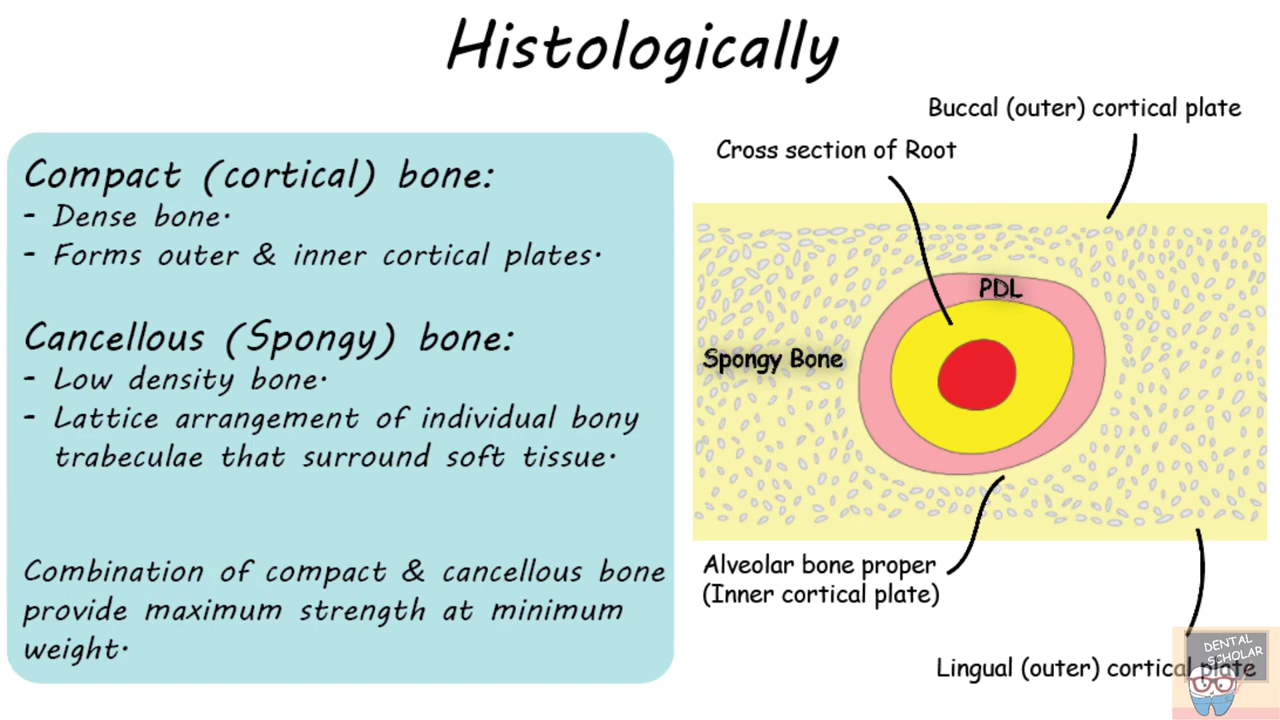 Histologically
Compact (cortical) bone:
- Dense bone.
- Forms outer & inner cortical plates.
Cancellous (Spongy) bone:
- Low density bone.
- Lattice arrangement of individual bony
trabeculae that surround soft tissue.
Combination of compact & cancellous bone
provide maximum strength at minimum
weight.
Buccal (outer) cortical plate
Cross section of Root
PDL
Spongy Bone
Alveolar bone proper
(Inner cortical plate)
Lingual (outer) cortical plate
DENTAL
SCHOLAR